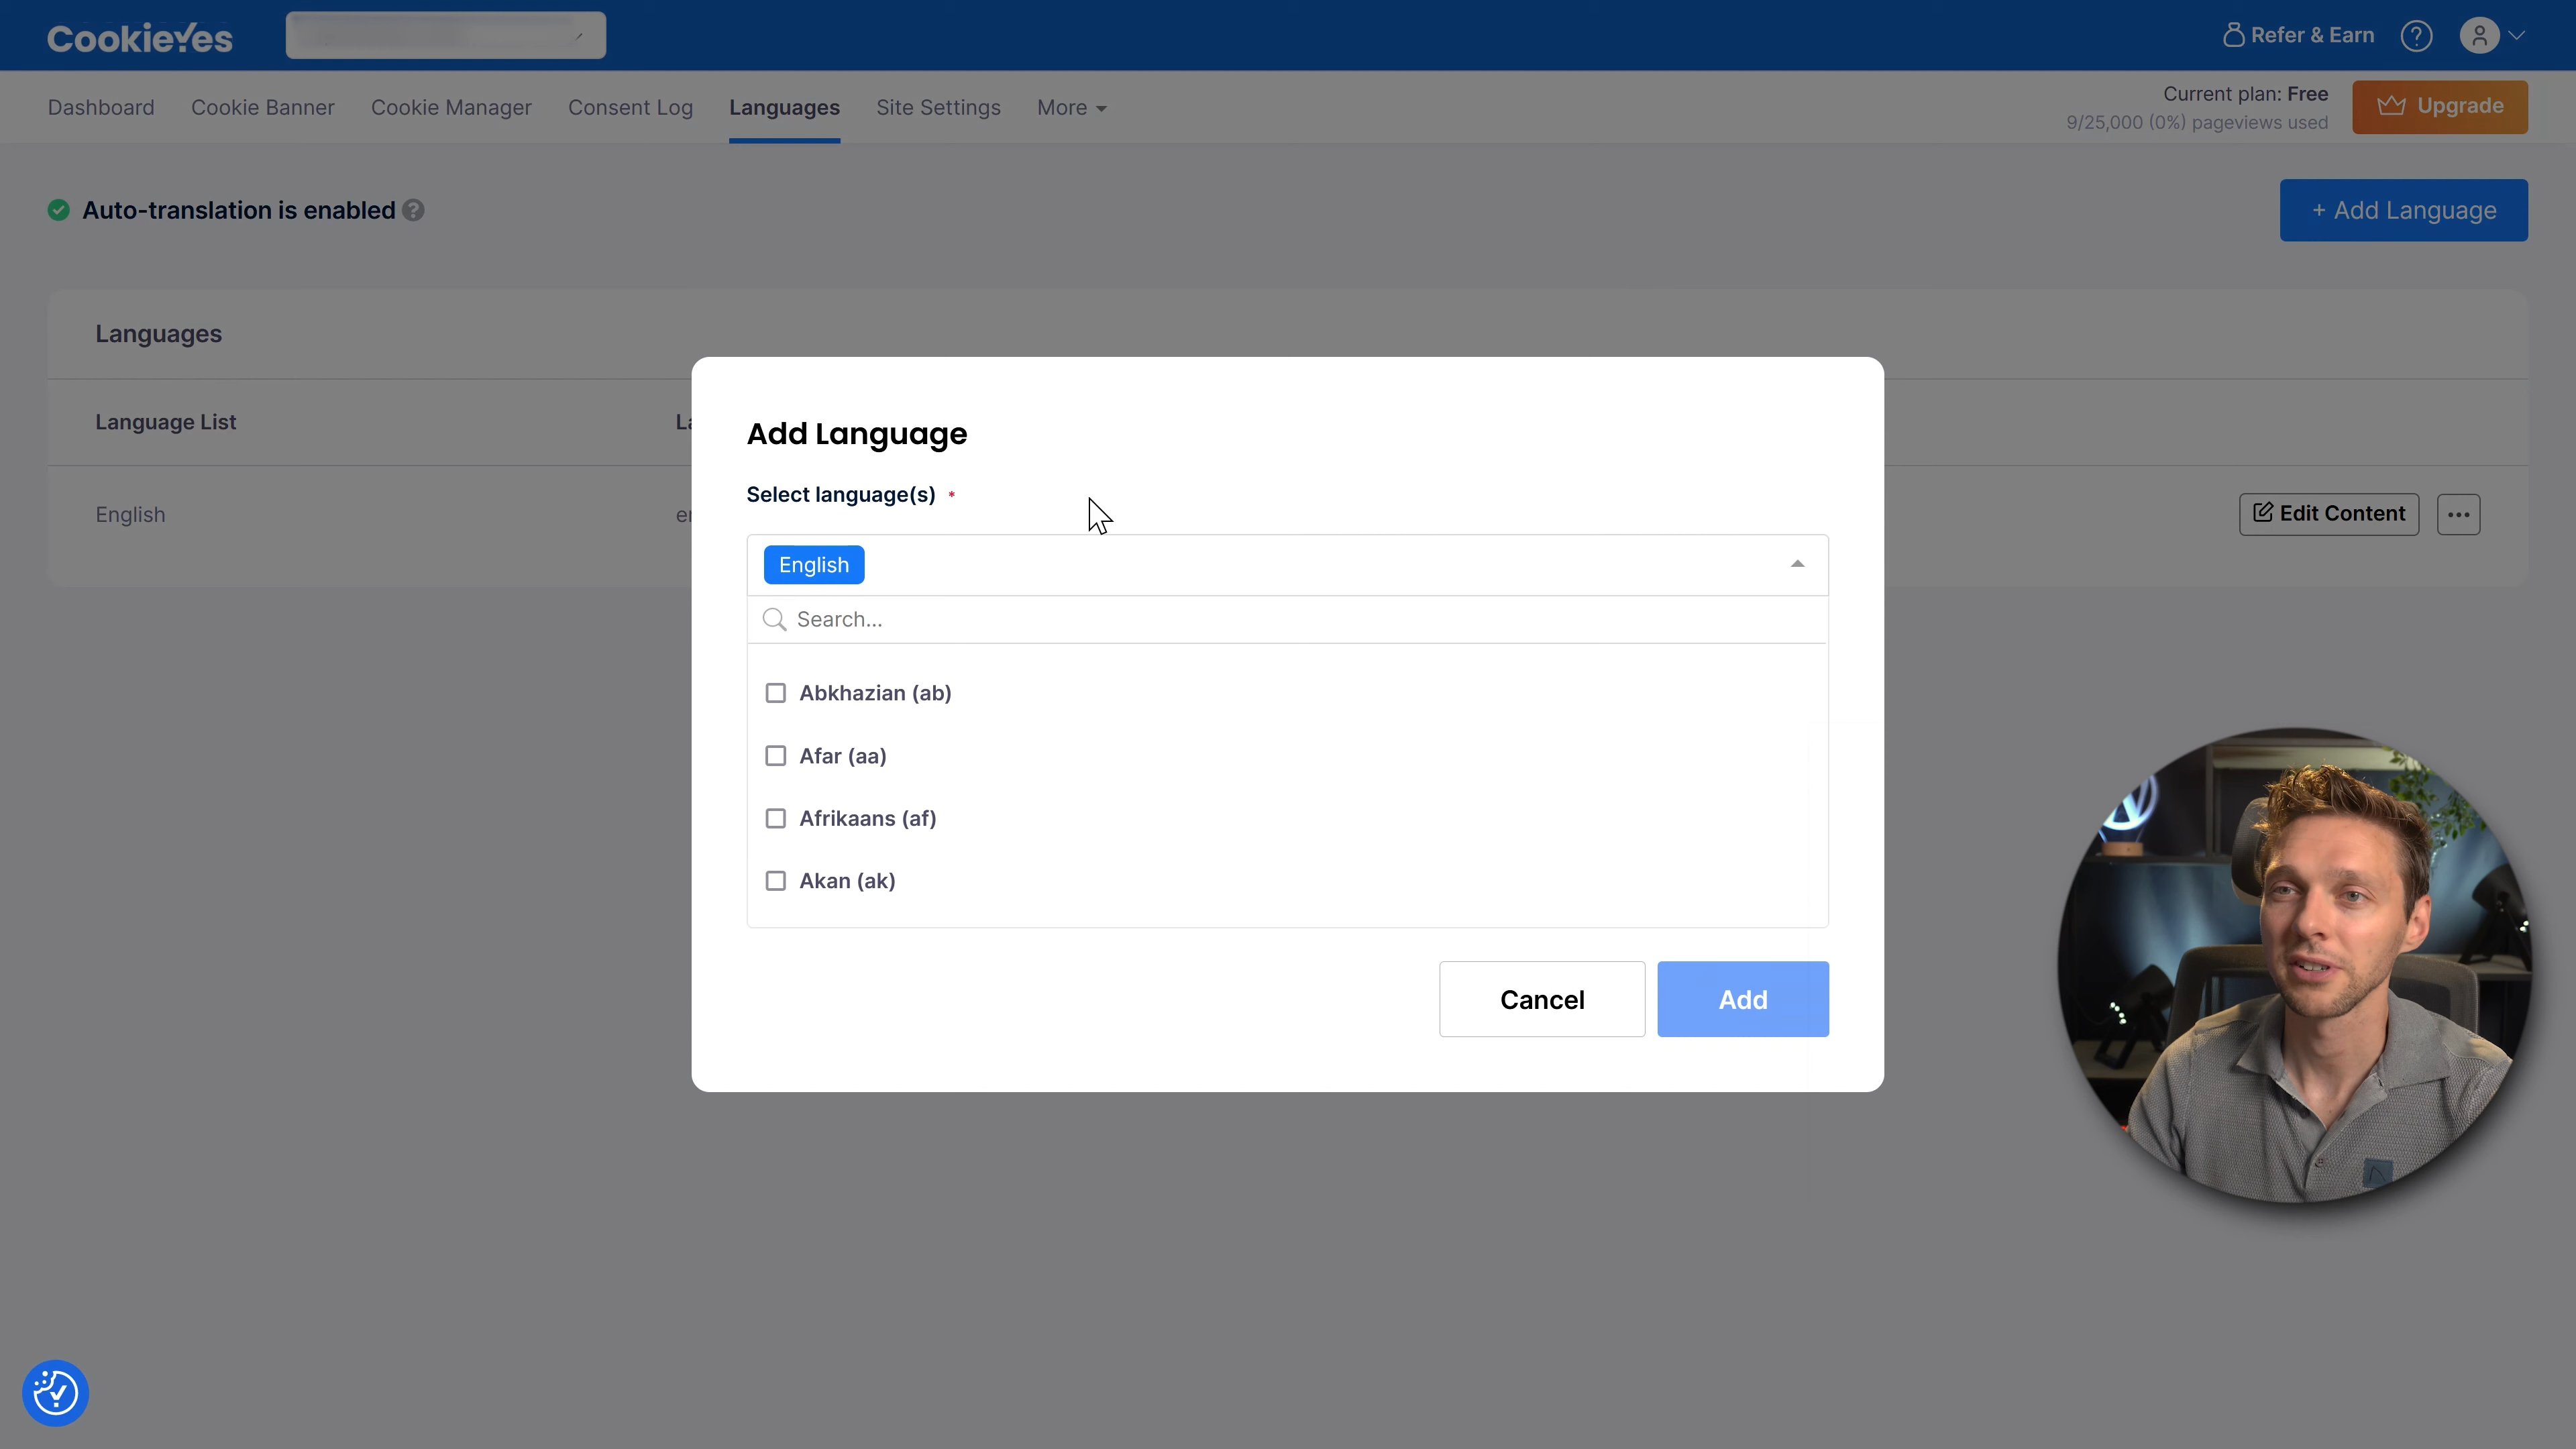 CookieYes
Refer & Earn
Dashboard
Cookie Banner
Cookie Manager
Consent Log
Languages
Site Settings
More
Current plan: Free
9/25,000 (0%) pageviews used
Upgrade
Auto-translation is enabled
+ Add Language
Languages
Language List
La
English
en
Edit Content
Add Language
Select language(s) *
English
Search...
Abkhazian (ab)
Afar (aa)
Afrikaans (af)
Akan (ak)
Cancel
Add